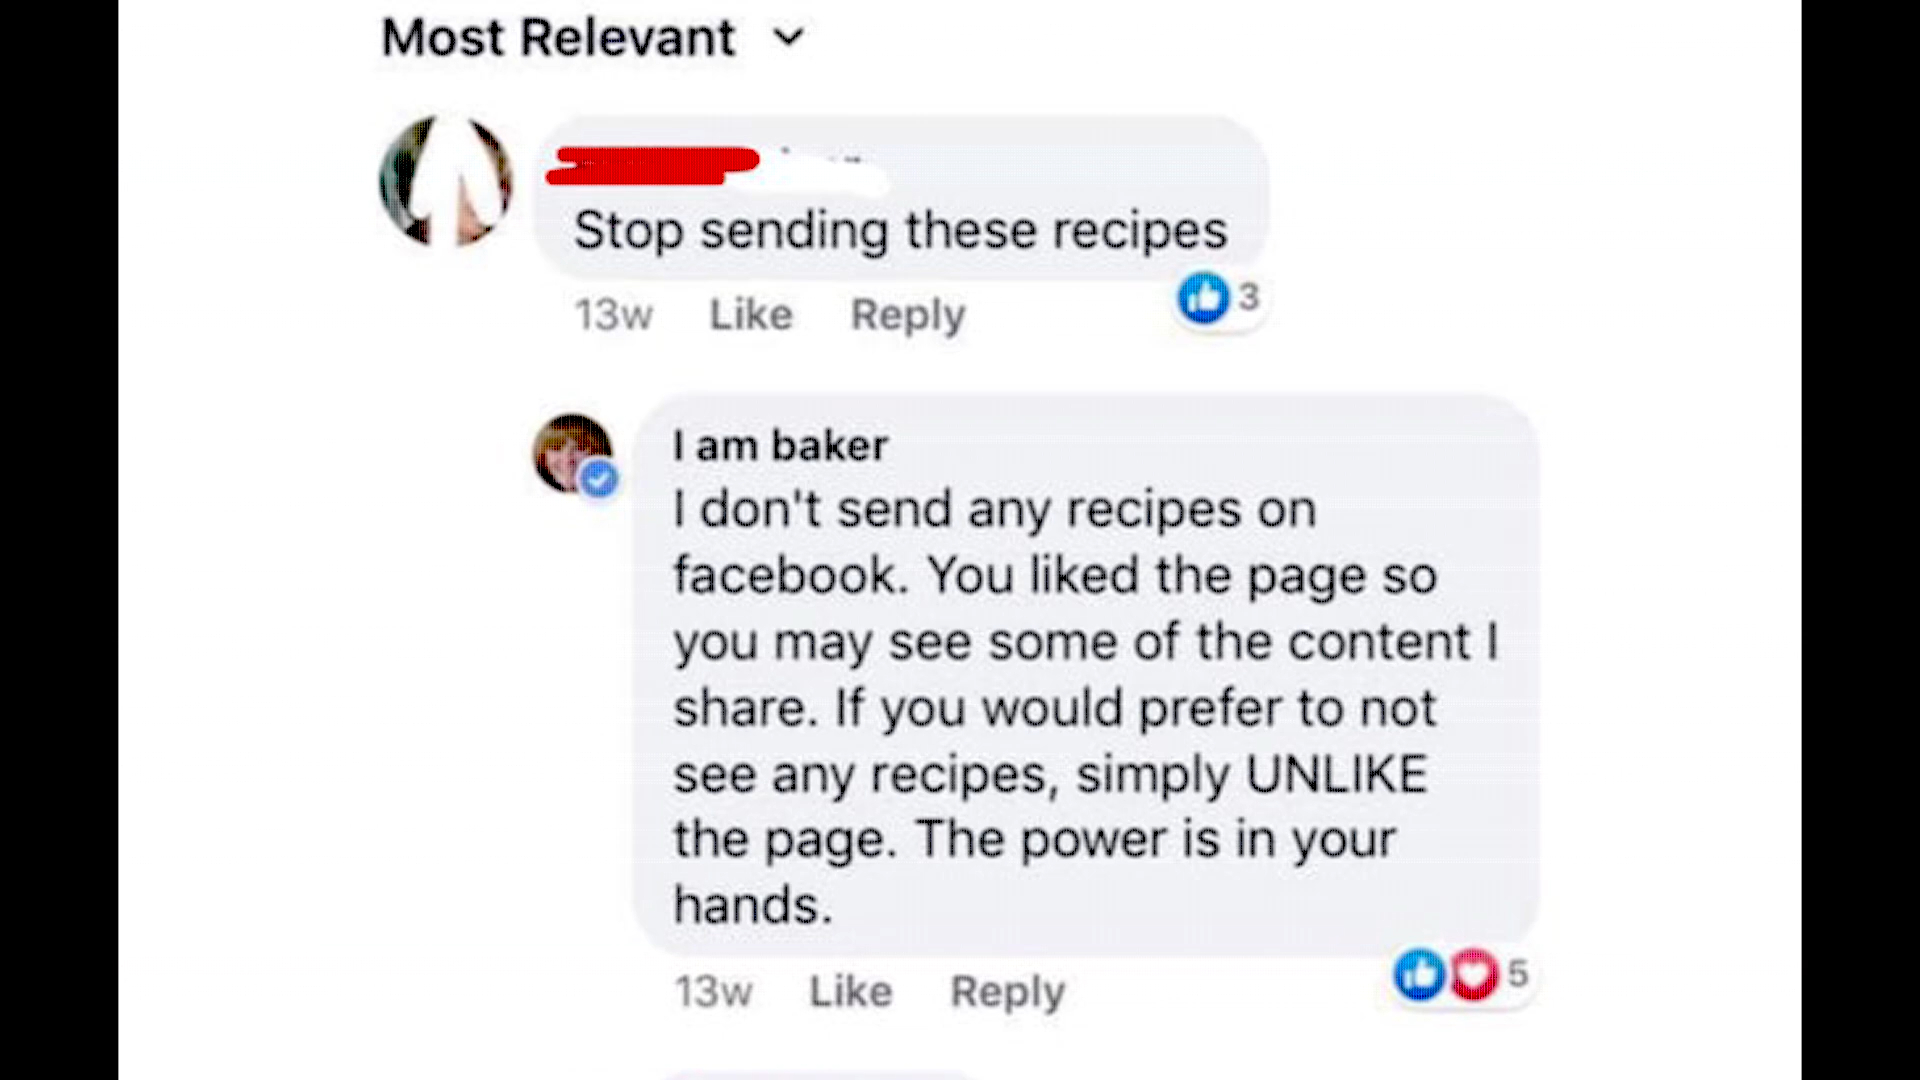 Most Relevant
Stop sending these recipes
13w Like Reply 3
I am baker
I don't send any recipes on
facebook. You liked the page so
you may see some of the content I
share. If you would prefer to not
see any recipes, simply UNLIKE
the page. The power is in your
hands.
13w Like Reply 5